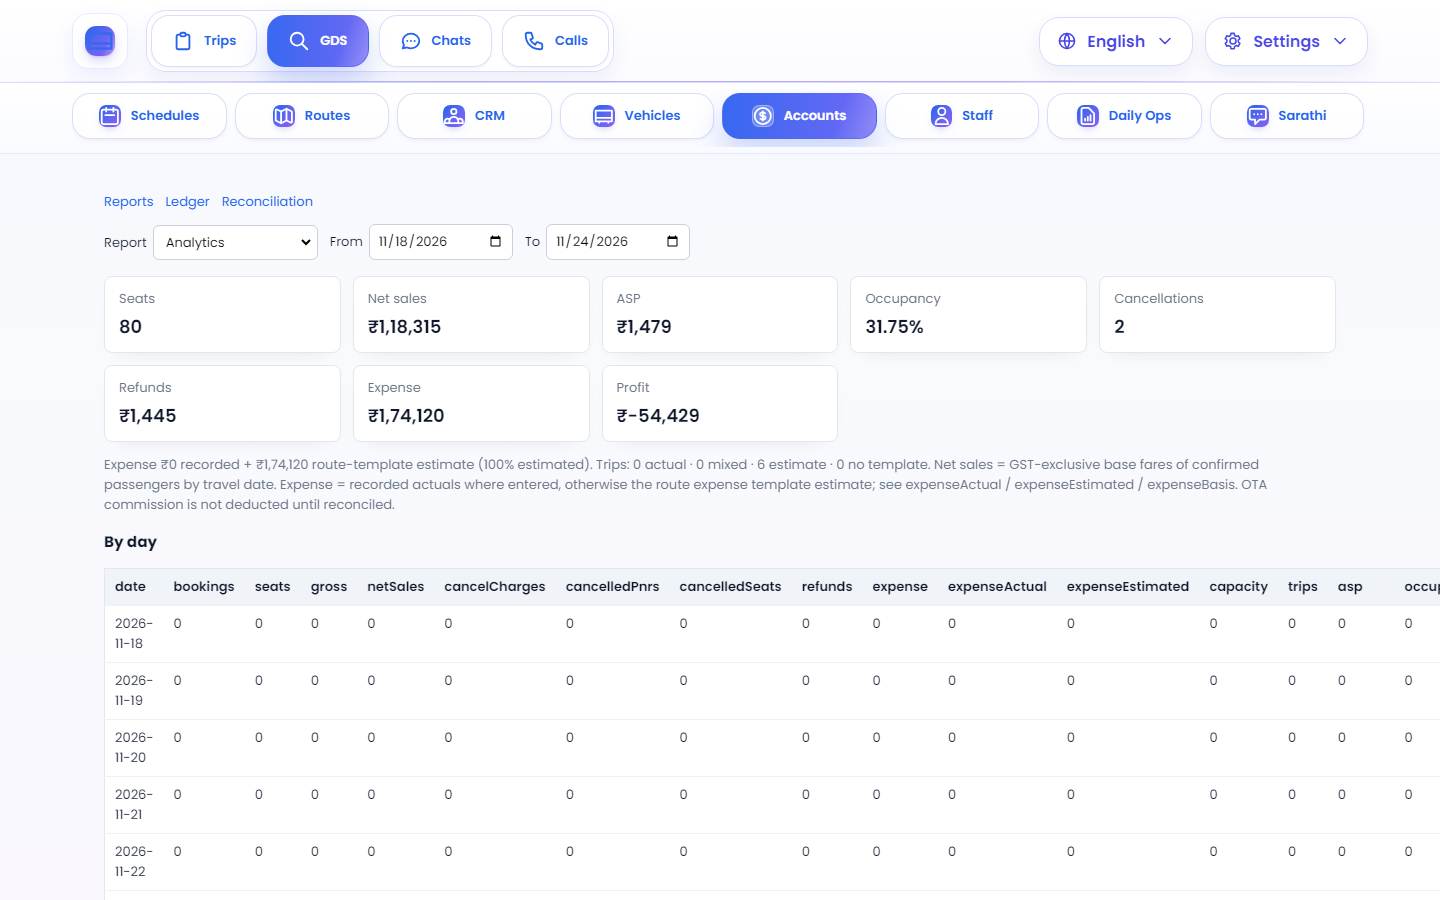 Trips GDS Chats Calls English Settings
Schedules Routes CRM Vehicles Accounts Staff Daily Ops Sarathi
Reports Ledger Reconciliation
Report Analytics From 11/18/2026 To 11/24/2026
Seats Net sales ASP Occupancy Cancellations
80 ₹1,18,315 ₹1,479 31.75% 2
Refunds Expense Profit
₹1,445 ₹1,74,120 ₹-54,429
Expense ₹0 recorded + ₹1,74,120 route-template estimate (100% estimated). Trips: 0 actual · 0 mixed · 6 estimate · 0 no template. Net sales = GST-exclusive base fares of confirmed
passengers by travel date. Expense = recorded actuals where entered, otherwise the route expense template estimate; see expenseActual / expenseEstimated / expenseBasis. OTA
commission is not deducted until reconciled.
By day
date bookings seats gross netSales cancelCharges cancelledPnrs cancelledSeats refunds expense expenseActual expenseEstimated capacity trips asp
2026- 0 0 0 0 0 0 0 0 0 0 0 0 0 0 0
11-18
2026- 0 0 0 0 0 0 0 0 0 0 0 0 0 0 0
11-19
2026- 0 0 0 0 0 0 0 0 0 0 0 0 0 0 0
11-20
2026- 0 0 0 0 0 0 0 0 0 0 0 0 0 0 0
11-21
2026- 0 0 0 0 0 0 0 0 0 0 0 0 0 0 0
11-22